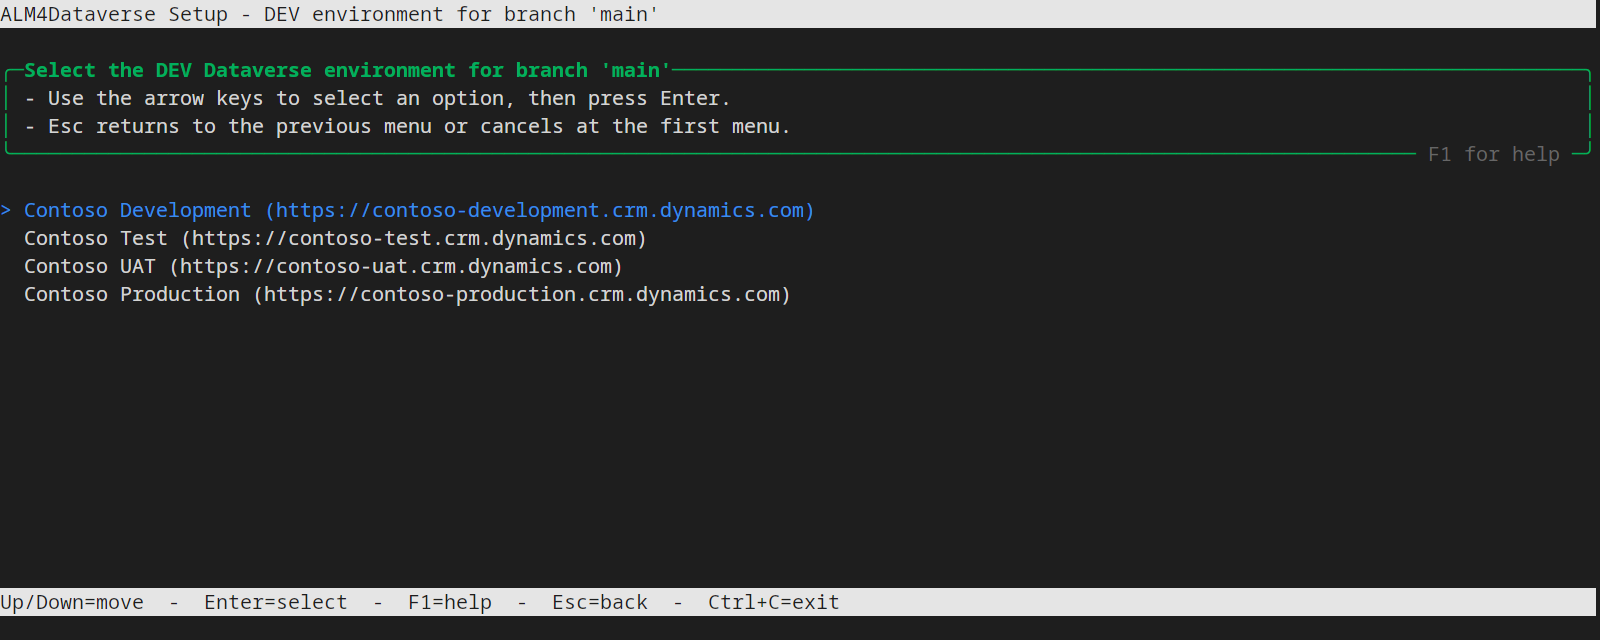 ALM4Dataverse Setup - DEV environment for branch 'main'
Select the DEV Dataverse environment for branch 'main'
- Use the arrow keys to select an option, then press Enter.
- Esc returns to the previous menu or cancels at the first menu.
F1 for help
> Contoso Development (https://contoso-development.crm.dynamics.com)
Contoso Test (https://contoso-test.crm.dynamics.com)
Contoso UAT (https://contoso-uat.crm.dynamics.com)
Contoso Production (https://contoso-production.crm.dynamics.com)
Up/Down=move  -  Enter=select  -  F1=help  -  Esc=back  -  Ctrl+C=exit